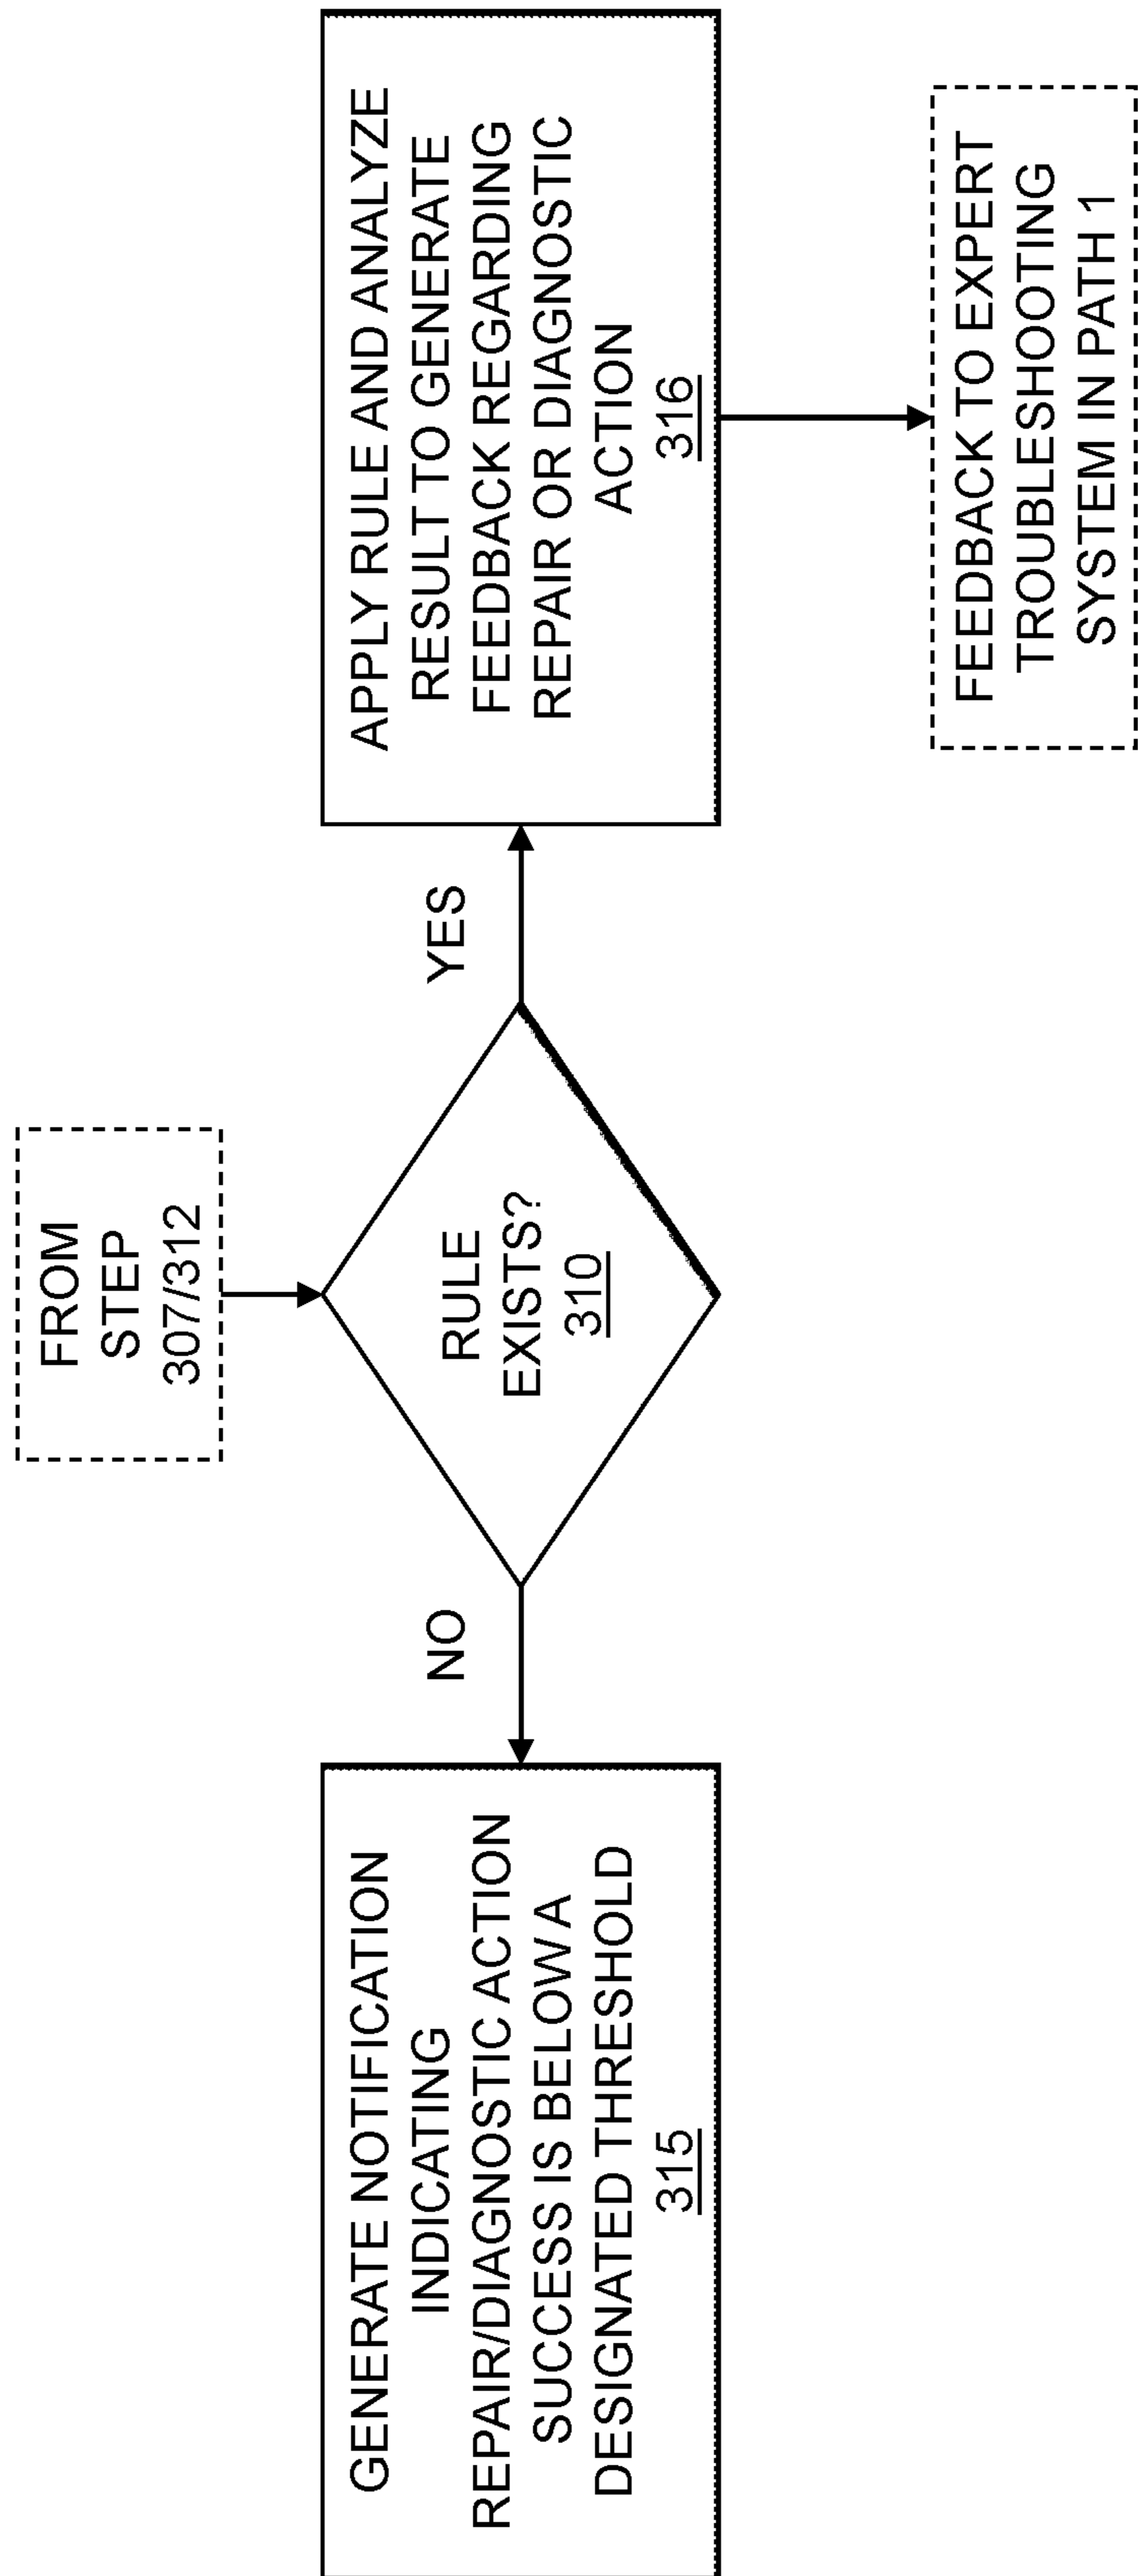 FROM
STEP
307/312
RULE
EXISTS?
310
NO
YES
GENERATE NOTIFICATION
INDICATING
REPAIR/DIAGNOSTIC ACTION
SUCCESS IS BELOW A
DESIGNATED THRESHOLD
315
APPLY RULE AND ANALYZE
RESULT TO GENERATE
FEEDBACK REGARDING
REPAIR OR DIAGNOSTIC
ACTION
316
FEEDBACK TO EXPERT
TROUBLESHOOTING
SYSTEM IN PATH 1